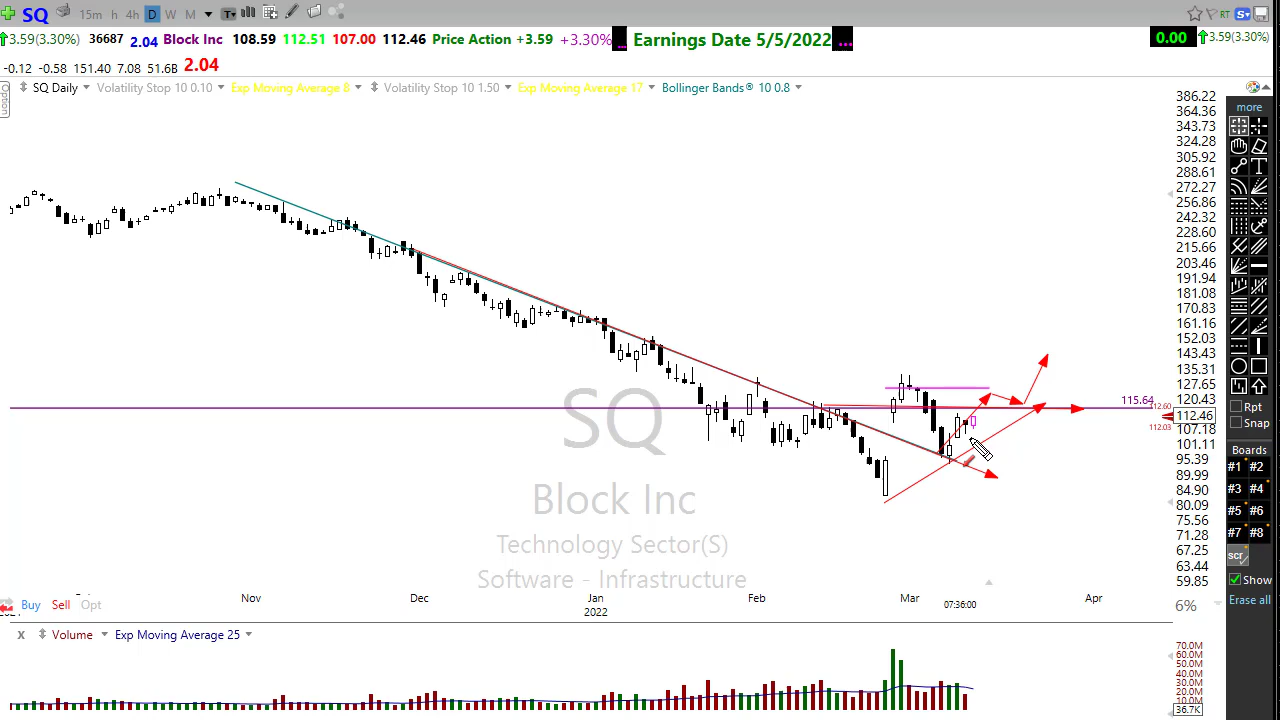 SQ 15m h 4h D W M T RT S
3.59(3.30%) 36687 2.04 Block Inc 108.59 112.51 107.00 112.46 Price Action +3.59 +3.30% ... Earnings Date 5/5/2022 ... 0.00 3.59(3.30%)
-0.12 -0.58 151.40 7.08 51.6B 2.04
Option
SQ Daily Volatility Stop 10 0.10 Exp Moving Average 8 Volatility Stop 10 1.50 Exp Moving Average 17 Bollinger Bands® 10 0.8
386.22
364.36
343.73
324.28
305.92
288.61
272.27
256.86
242.32
228.60
215.66
203.46
191.94
181.08
170.83
161.16
152.03
143.43
135.31
127.65
120.43
115.64
112.60
112.46
112.03
107.18
101.11
95.39
89.99
84.90
80.09
75.56
71.28
67.25
63.44
59.85
SQ
Block Inc
Technology Sector(S)
Software - Infrastructure
more
T
Rpt
Snap
Boards
#1 #2
#3 #4
#5 #6
#7 #8
scr
Show
Erase all
Nov Dec Jan Feb Mar Apr
2022
07:36:00
Buy Sell Opt
6%
X Volume Exp Moving Average 25
70.0M
60.0M
50.0M
40.0M
30.0M
20.0M
10.0M
36.7K